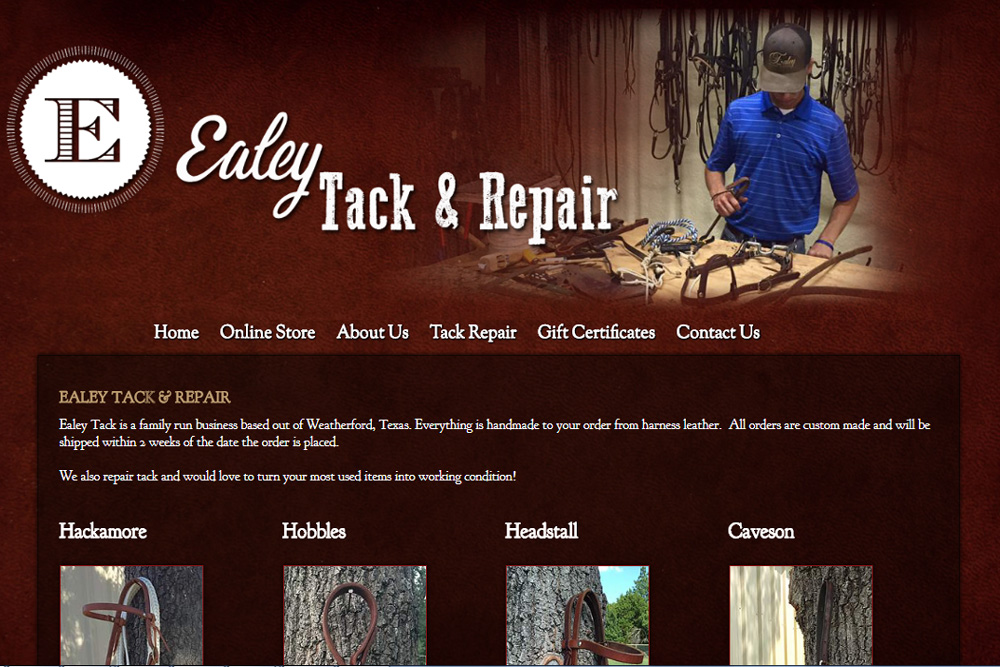 E
Ealey
Tack & Repair
Ealey
Home Online Store About Us Tack Repair Gift Certificates Contact Us
EALEY TACK & REPAIR
Ealey Tack is a family run business based out of Weatherford, Texas. Everything is handmade to your order from harness leather. All orders are custom made and will be
shipped within 2 weeks of the date the order is placed.
We also repair tack and would love to turn your most used items into working condition!
Hackamore Hobbles Headstall Caveson